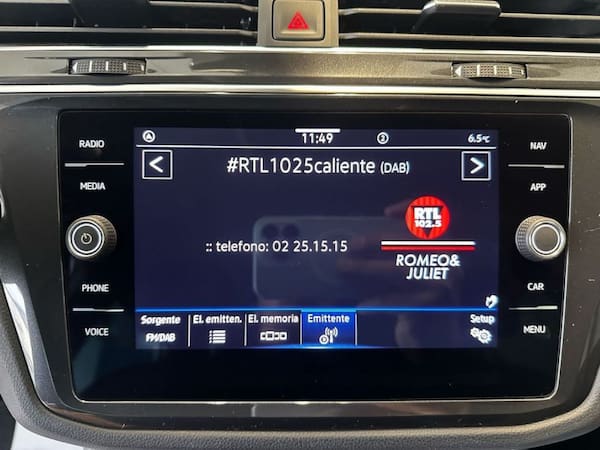 RADIO
MEDIA
PHONE
VOICE
11:49
2
6.5°C
#RTL1025caliente (DAB)
:: telefono: 02 25.15.15
RTL
102.5
ROMEO&
JULIET
Sorgente
FM/DAB
El. emitten.
El. memoria
Emittente
Setup
NAV
APP
CAR
MENU